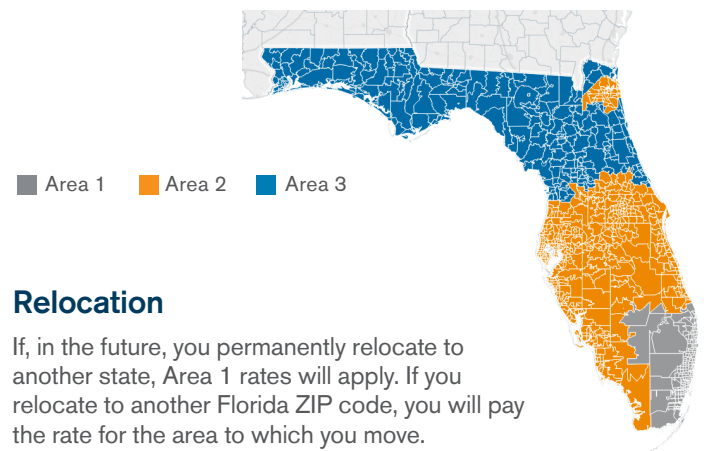 Area 1 Area 2 Area 3
Relocation
If, in the future, you permanently relocate to
another state, Area 1 rates will apply. If you
relocate to another Florida ZIP code, you will pay
the rate for the area to which you move.